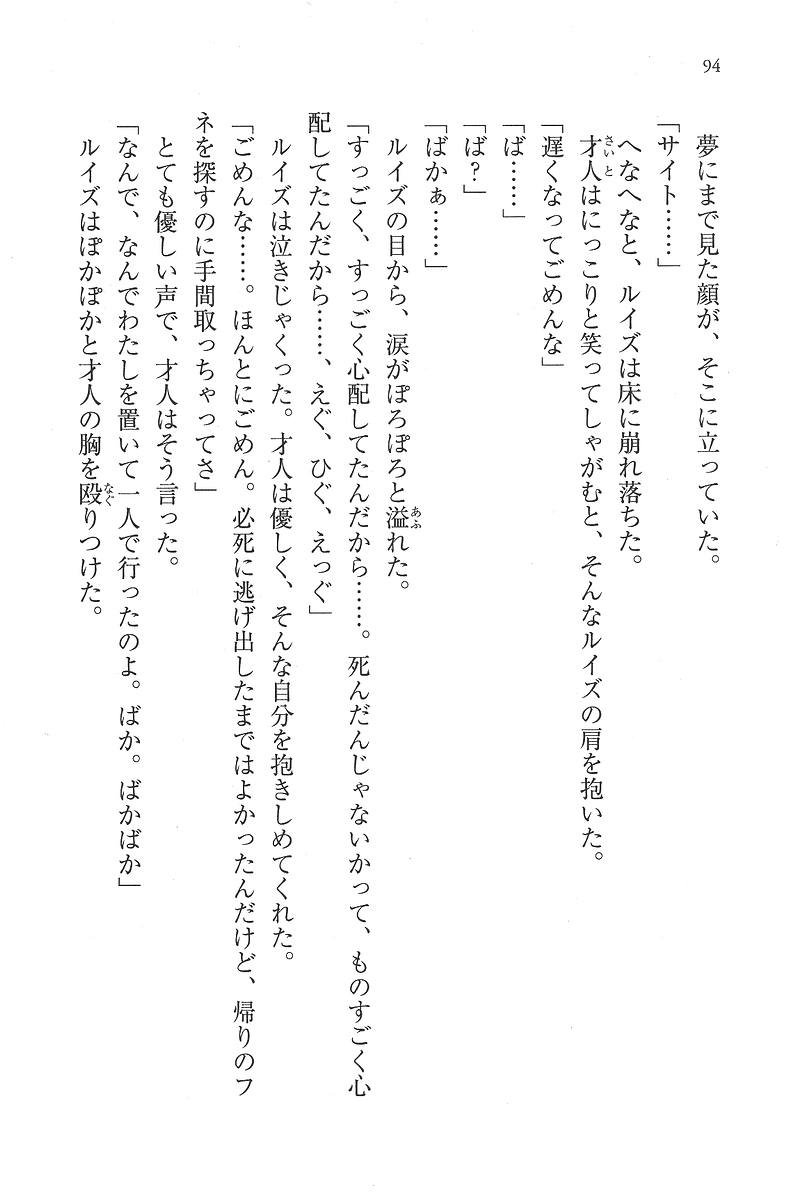 94
夢にまで見た顔が、そこに立っていた。
「サイト……」
へなへなと、ルイズは床に崩れ落ちた。
才人はにっこりと笑ってしゃがむと、そんなルイズの肩を抱いた。
「遅くなってごめんな」
「ば……」
「ば？」
「ばかぁ……」
ルイズの目から、涙がぽろぽろと溢れた。
「すっごく、すっごく心配してたんだから……。死んだんじゃないかって、ものすごく心
配してたんだから……、えぐ、ひぐ、えっぐ」
ルイズは泣きじゃくった。才人は優しく、そんな自分を抱きしめてくれた。
「ごめんな……。ほんとにごめん。必死に逃げ出したまではよかったんだけど、帰りのフ
ネを探すのに手間取っちゃってさ」
とても優しい声で、才人はそう言った。
「なんで、なんでわたしを置いて一人で行ったのよ。ばか。ばかばか」
ルイズはぽかぽかと才人の胸を殴りつけた。